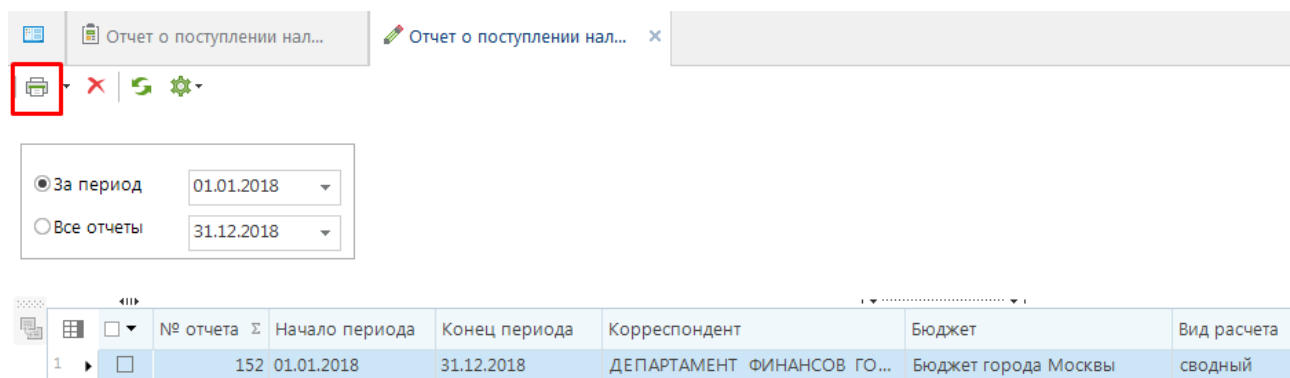 Отчет о поступлении нал... Отчет о поступлении нал...
За период 01.01.2018
Все отчеты 31.12.2018
№ отчета Σ Начало периода Конец периода Корреспондент Бюджет Вид расчета
1 152 01.01.2018 31.12.2018 ДЕПАРТАМЕНТ ФИНАНСОВ ГО... Бюджет города Москвы сводный